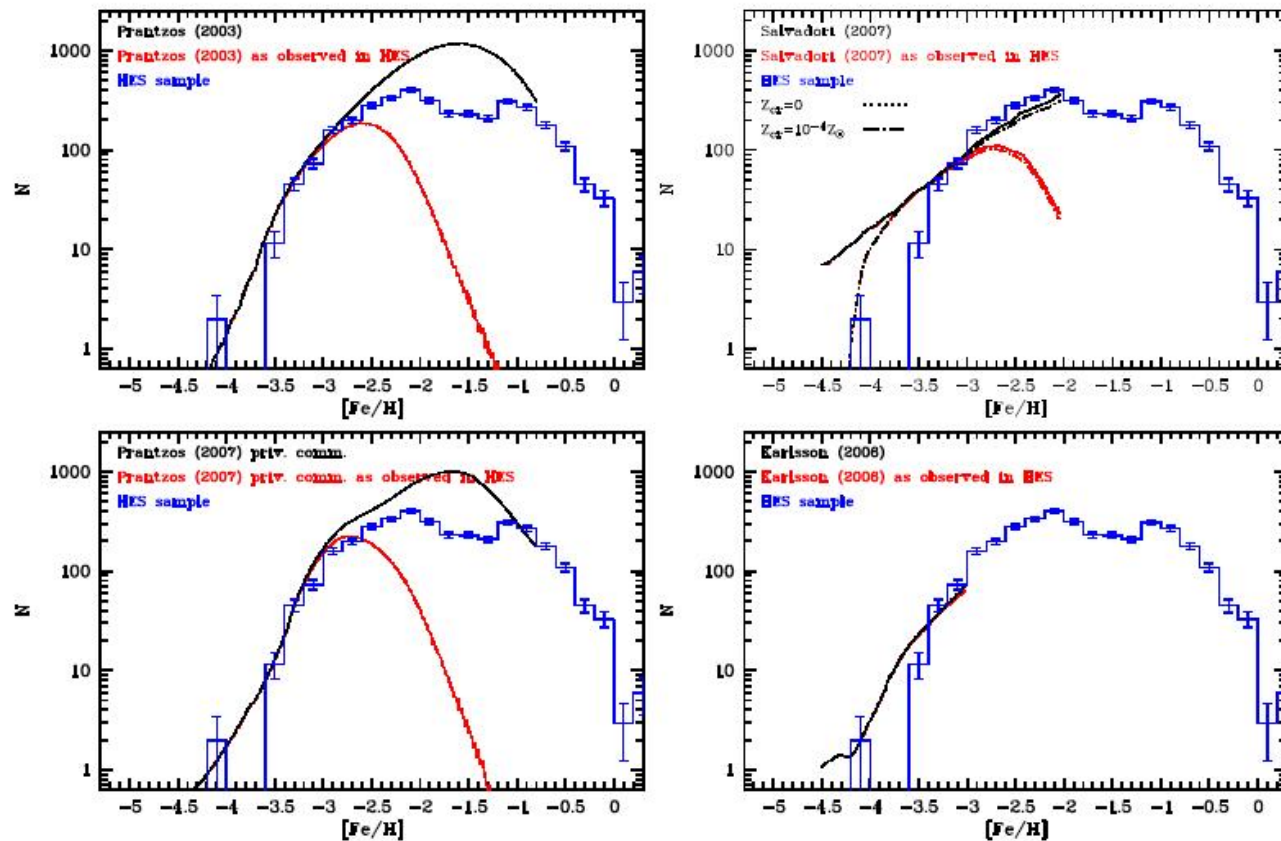 Prantzos (2003)
Prantzos (2003) as observed in HES
HES sample
1000
100
10
1
N
−5 −4.5 −4 −3.5 −3 −2.5 −2 −1.5 −1 −0.5 0
[Fe/H]
Salvadori (2007)
Salvadori (2007) as observed in HES
HES sample
Z_cr=0
Z_cr=10⁻⁴Z_⊙
1000
100
10
1
N
−5 −4.5 −4 −3.5 −3 −2.5 −2 −1.5 −1 −0.5 0
[Fe/H]
Prantzos (2007) priv. comm.
Prantzos (2007) priv. comm. as observed in HES
HES sample
1000
100
10
1
N
−5 −4.5 −4 −3.5 −3 −2.5 −2 −1.5 −1 −0.5 0
[Fe/H]
Karlsson (2006)
Karlsson (2006) as observed in HES
HES sample
1000
100
10
1
N
−5 −4.5 −4 −3.5 −3 −2.5 −2 −1.5 −1 −0.5 0
[Fe/H]